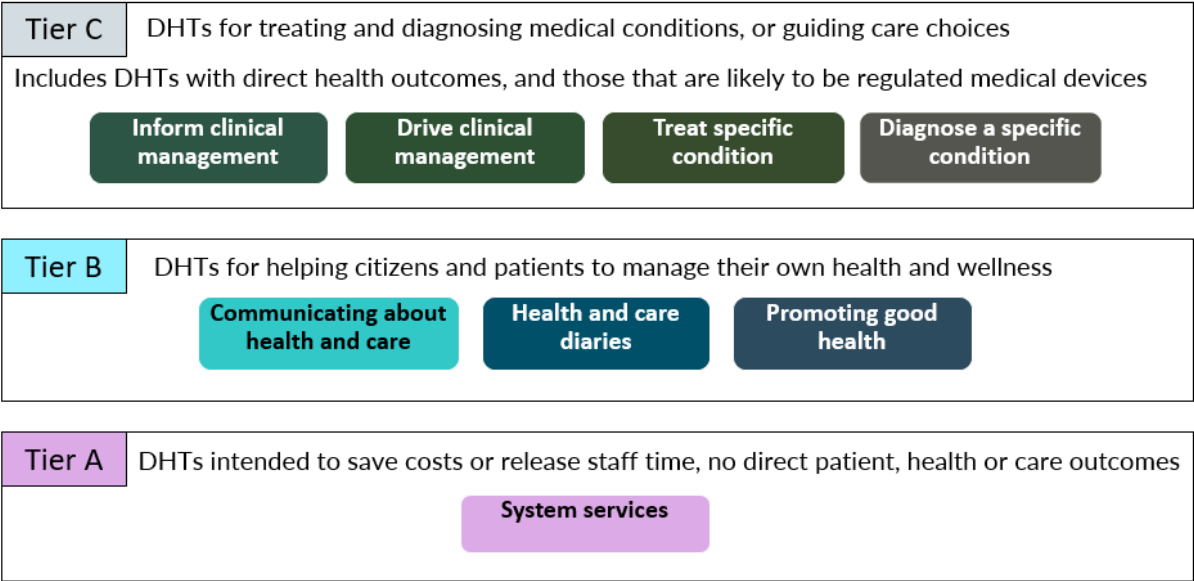 Tier C
DHTs for treating and diagnosing medical conditions, or guiding care choices
Includes DHTs with direct health outcomes, and those that are likely to be regulated medical devices
Inform clinical
management
Drive clinical
management
Treat specific
condition
Diagnose a specific
condition
Tier B
DHTs for helping citizens and patients to manage their own health and wellness
Communicating about
health and care
Health and care
diaries
Promoting good
health
Tier A
DHTs intended to save costs or release staff time, no direct patient, health or care outcomes
System services